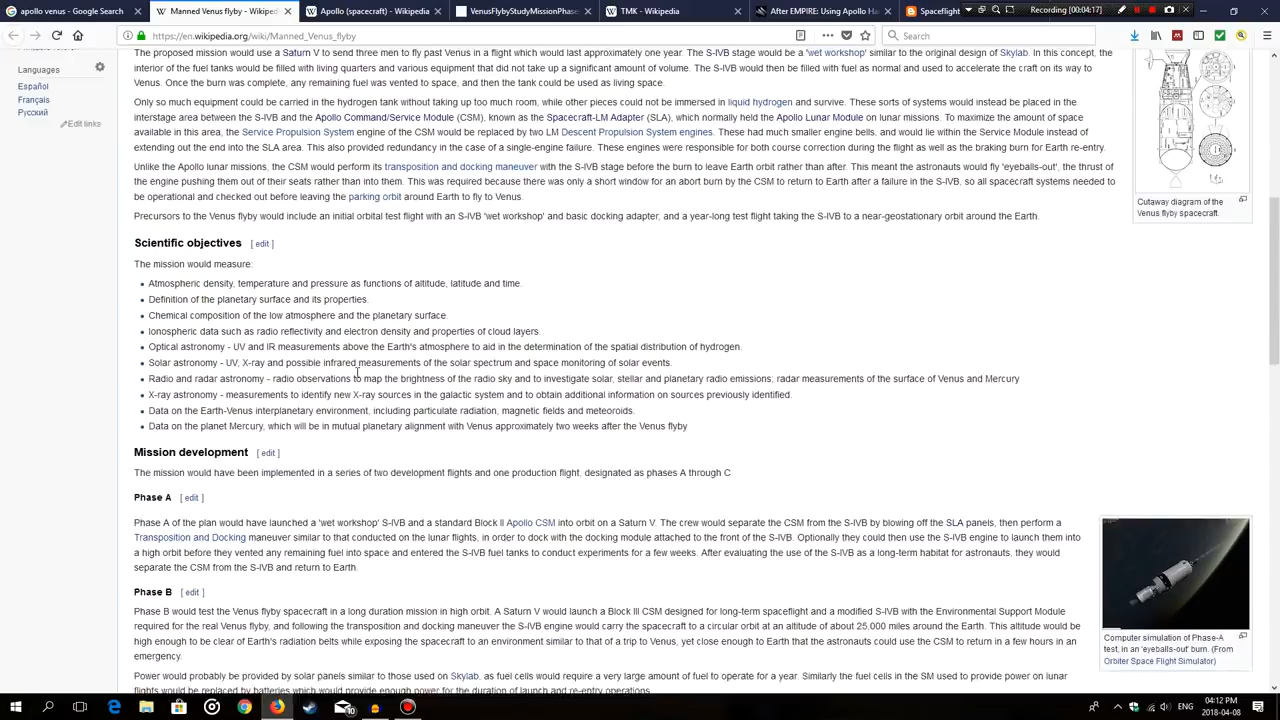 apollo venus - Google Search
Manned Venus flyby - Wikiped
Apollo (spacecraft) - Wikipedia
VenusFlybyStudyMissionPhase
TMK - Wikipedia
After EMPIRE: Using Apollo Ha
Spaceflight
00:04:17
https://en.wikipedia.org/wiki/Manned_Venus_flyby
Search
Languages
Español
Français
Русский
Edit links
The proposed mission would use a Saturn V to send three men to fly past Venus in a flight which would last approximately one year. The S-IVB stage would be a 'wet workshop' similar to the original design of Skylab. In this concept, the
interior of the fuel tanks would be filled with living quarters and various equipment that did not take up a significant amount of volume. The S-IVB would then be filled with fuel as normal and used to accelerate the craft on its way to
Venus. Once the burn was complete, any remaining fuel was vented to space, and then the tank could be used as living space.
Only so much equipment could be carried in the hydrogen tank without taking up too much room, while other pieces could not be immersed in liquid hydrogen and survive. These sorts of systems would instead be placed in the
interstage area between the S-IVB and the Apollo Command/Service Module (CSM), known as the Spacecraft-LM Adapter (SLA), which normally held the Apollo Lunar Module on lunar missions. To maximize the amount of space
available in this area, the Service Propulsion System engine of the CSM would be replaced by two LM Descent Propulsion System engines. These had much smaller engine bells, and would lie within the Service Module instead of
extending out the end into the SLA area. This also provided redundancy in the case of a single-engine failure. These engines were responsible for both course correction during the flight as well as the braking burn for Earth re-entry.
Unlike the Apollo lunar missions, the CSM would perform its transposition and docking maneuver with the S-IVB stage before the burn to leave Earth orbit rather than after. This meant the astronauts would fly 'eyeballs-out', the thrust of
the engine pushing them out of their seats rather than into them. This was required because there was only a short window for an abort burn by the CSM to return to Earth after a failure in the S-IVB, so all spacecraft systems needed to
be operational and checked out before leaving the parking orbit around Earth to fly to Venus.
Precursors to the Venus flyby would include an initial orbital test flight with an S-IVB 'wet workshop' and basic docking adapter, and a year-long test flight taking the S-IVB to a near-geostationary orbit around the Earth.
Cutaway diagram of the
Venus flyby spacecraft.
Scientific objectives [ edit ]
The mission would measure:
Atmospheric density, temperature and pressure as functions of altitude, latitude and time.
Definition of the planetary surface and its properties.
Chemical composition of the low atmosphere and the planetary surface.
Ionospheric data such as radio reflectivity and electron density and properties of cloud layers.
Optical astronomy - UV and IR measurements above the Earth's atmosphere to aid in the determination of the spatial distribution of hydrogen.
Solar astronomy - UV, X-ray and possible infrared measurements of the solar spectrum and space monitoring of solar events.
Radio and radar astronomy - radio observations to map the brightness of the radio sky and to investigate solar, stellar and planetary radio emissions; radar measurements of the surface of Venus and Mercury
X-ray astronomy - measurements to identify new X-ray sources in the galactic system and to obtain additional information on sources previously identified.
Data on the Earth-Venus interplanetary environment, including particulate radiation, magnetic fields and meteoroids.
Data on the planet Mercury, which will be in mutual planetary alignment with Venus approximately two weeks after the Venus flyby
Mission development [ edit ]
The mission would have been implemented in a series of two development flights and one production flight, designated as phases A through C
Phase A [ edit ]
Phase A of the plan would have launched a 'wet workshop' S-IVB and a standard Block II Apollo CSM into orbit on a Saturn V. The crew would separate the CSM from the S-IVB by blowing off the SLA panels, then perform a
Transposition and Docking maneuver similar to that conducted on the lunar flights, in order to dock with the docking module attached to the front of the S-IVB. Optionally they could then use the S-IVB engine to launch them into
a high orbit before they vented any remaining fuel into space and entered the S-IVB fuel tanks to conduct experiments for a few weeks. After evaluating the use of the S-IVB as a long-term habitat for astronauts, they would
separate the CSM from the S-IVB and return to Earth.
Phase B [ edit ]
Phase B would test the Venus flyby spacecraft in a long duration mission in high orbit. A Saturn V would launch a Block III CSM designed for long-term spaceflight and a modified S-IVB with the Environmental Support Module
required for the real Venus flyby, and following the transposition and docking maneuver the S-IVB engine would carry the spacecraft to a circular orbit at an altitude of about 25,000 miles around the Earth. This altitude would be
high enough to be clear of Earth's radiation belts while exposing the spacecraft to an environment similar to that of a trip to Venus, yet close enough to Earth that the astronauts could use the CSM to return in a few hours in an
emergency.
Computer simulation of Phase-A
test, in an 'eyeballs-out' burn. (From
Orbiter Space Flight Simulator)
Power would probably be provided by solar panels similar to those used on Skylab, as fuel cells would require a very large amount of fuel to operate for a year. Similarly the fuel cells in the SM used to provide power on lunar
flights would be replaced by batteries which would provide enough power for the duration of launch and re-entry operations.
10
ENG
04:12 PM
2018-04-08